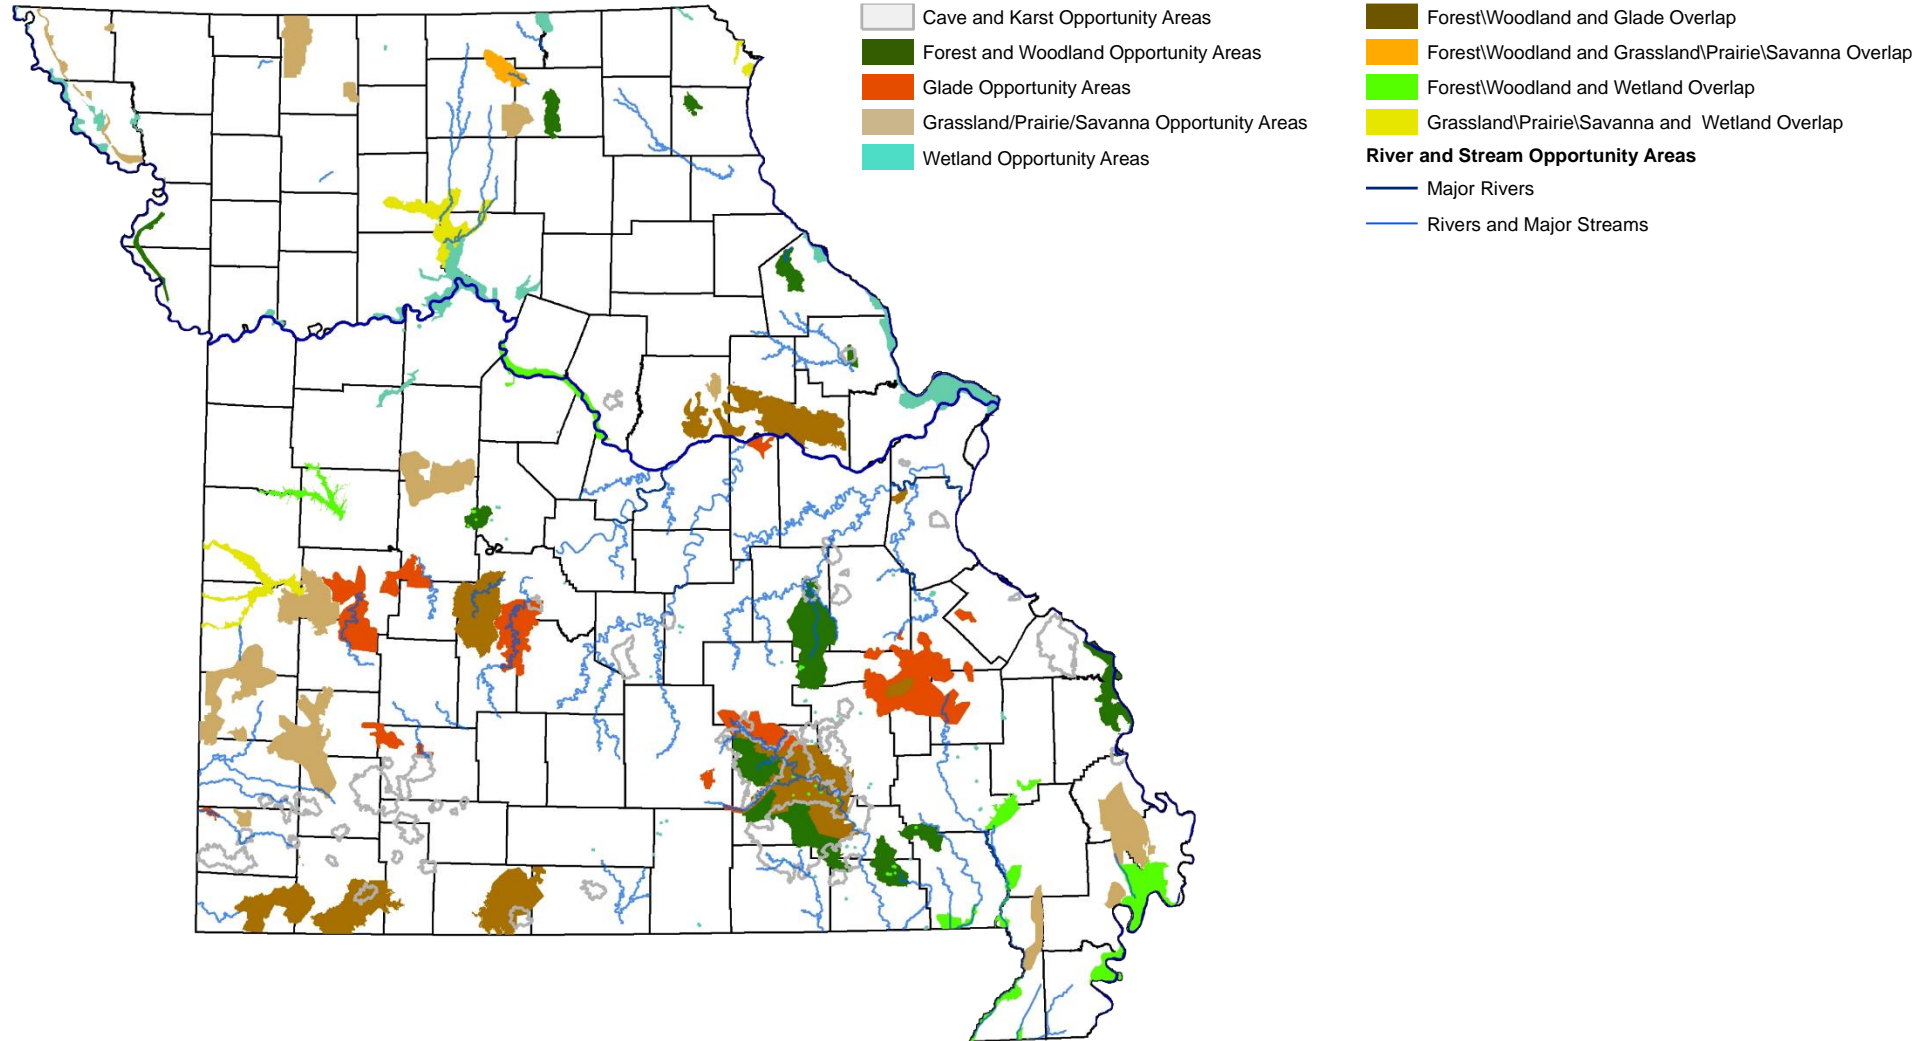 Cave and Karst Opportunity Areas
Forest and Woodland Opportunity Areas
Glade Opportunity Areas
Grassland/Prairie/Savanna Opportunity Areas
Wetland Opportunity Areas
Forest\Woodland and Glade Overlap
Forest\Woodland and Grassland\Prairie\Savanna Overlap
Forest\Woodland and Wetland Overlap
Grassland\Prairie\Savanna and  Wetland Overlap
River and Stream Opportunity Areas
Major Rivers
Rivers and Major Streams